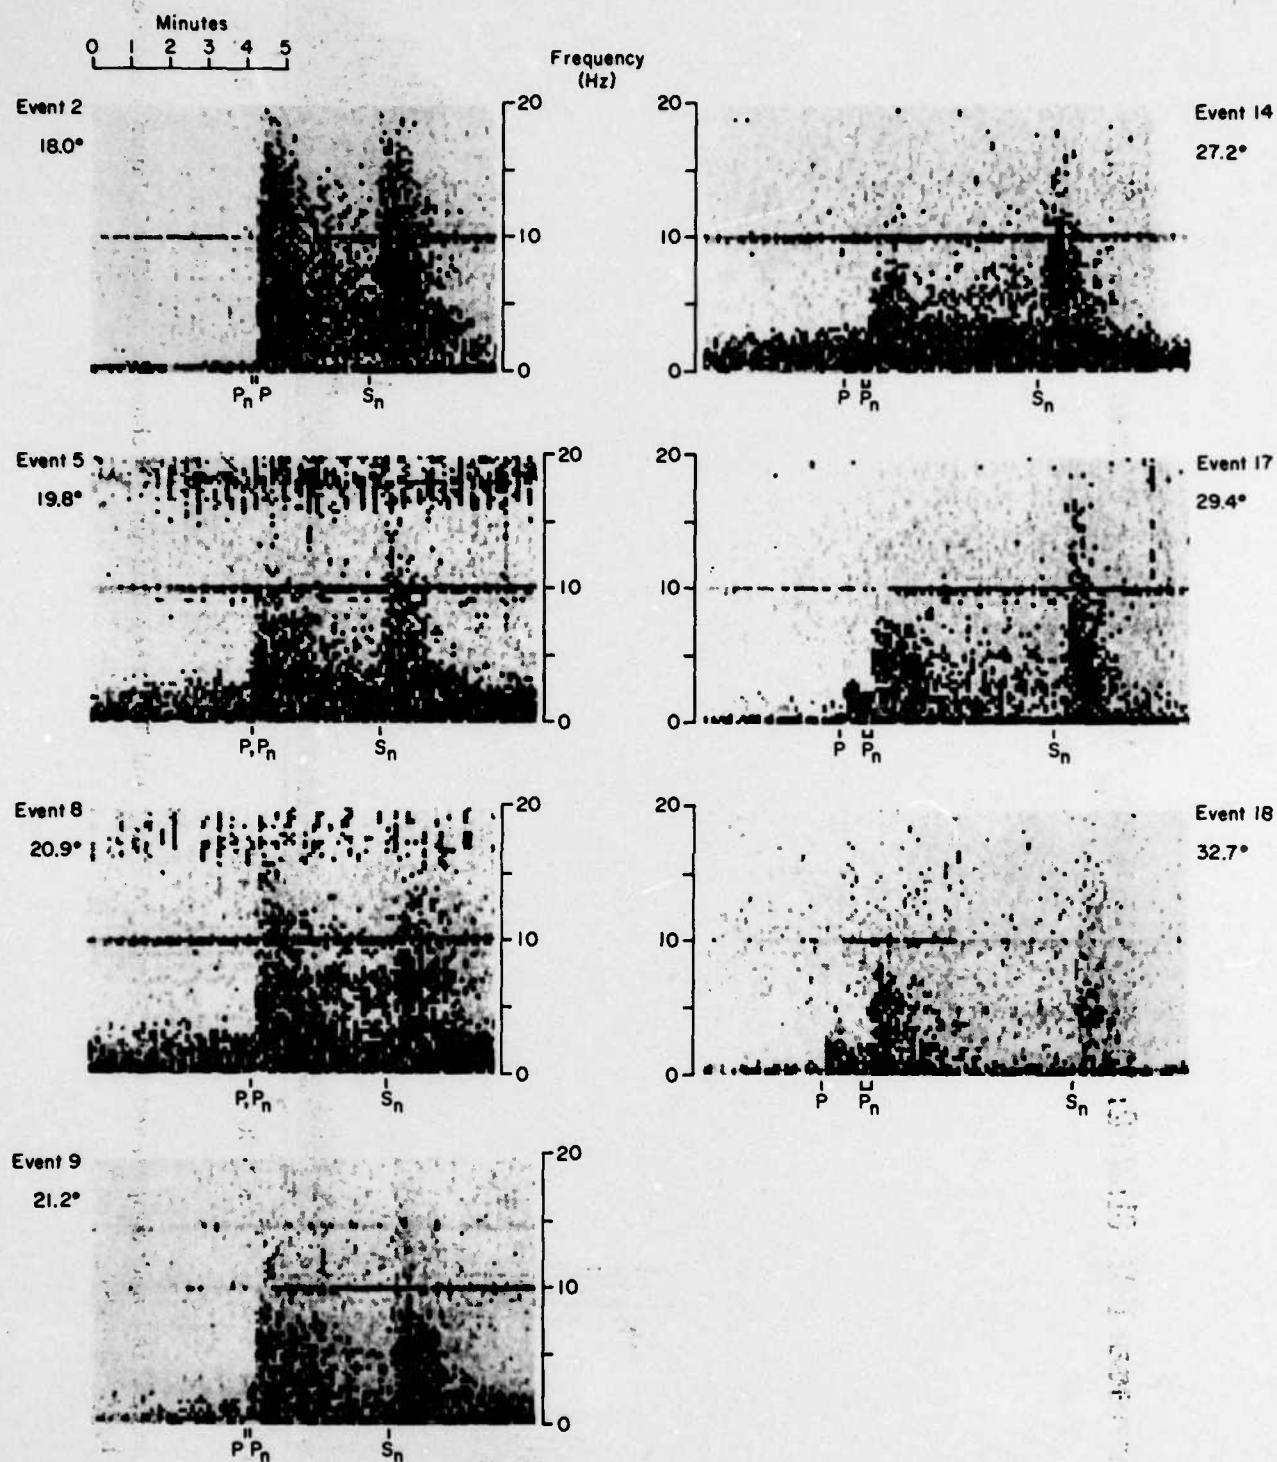 Minutes
0 1 2 3 4 5
Frequency
(Hz)
Event 2
18.0°
20
10
0
Pn P
Sn
Event 5
19.8°
20
10
0
P, Pn
Sn
Event 8
20.9°
20
10
0
P, Pn
Sn
Event 9
21.2°
20
10
0
P Pn
Sn
Event 14
27.2°
20
10
0
P
Pn
Sn
Event 17
29.4°
20
10
0
P
Pn
Sn
Event 18
32.7°
20
10
0
P
Pn
Sn